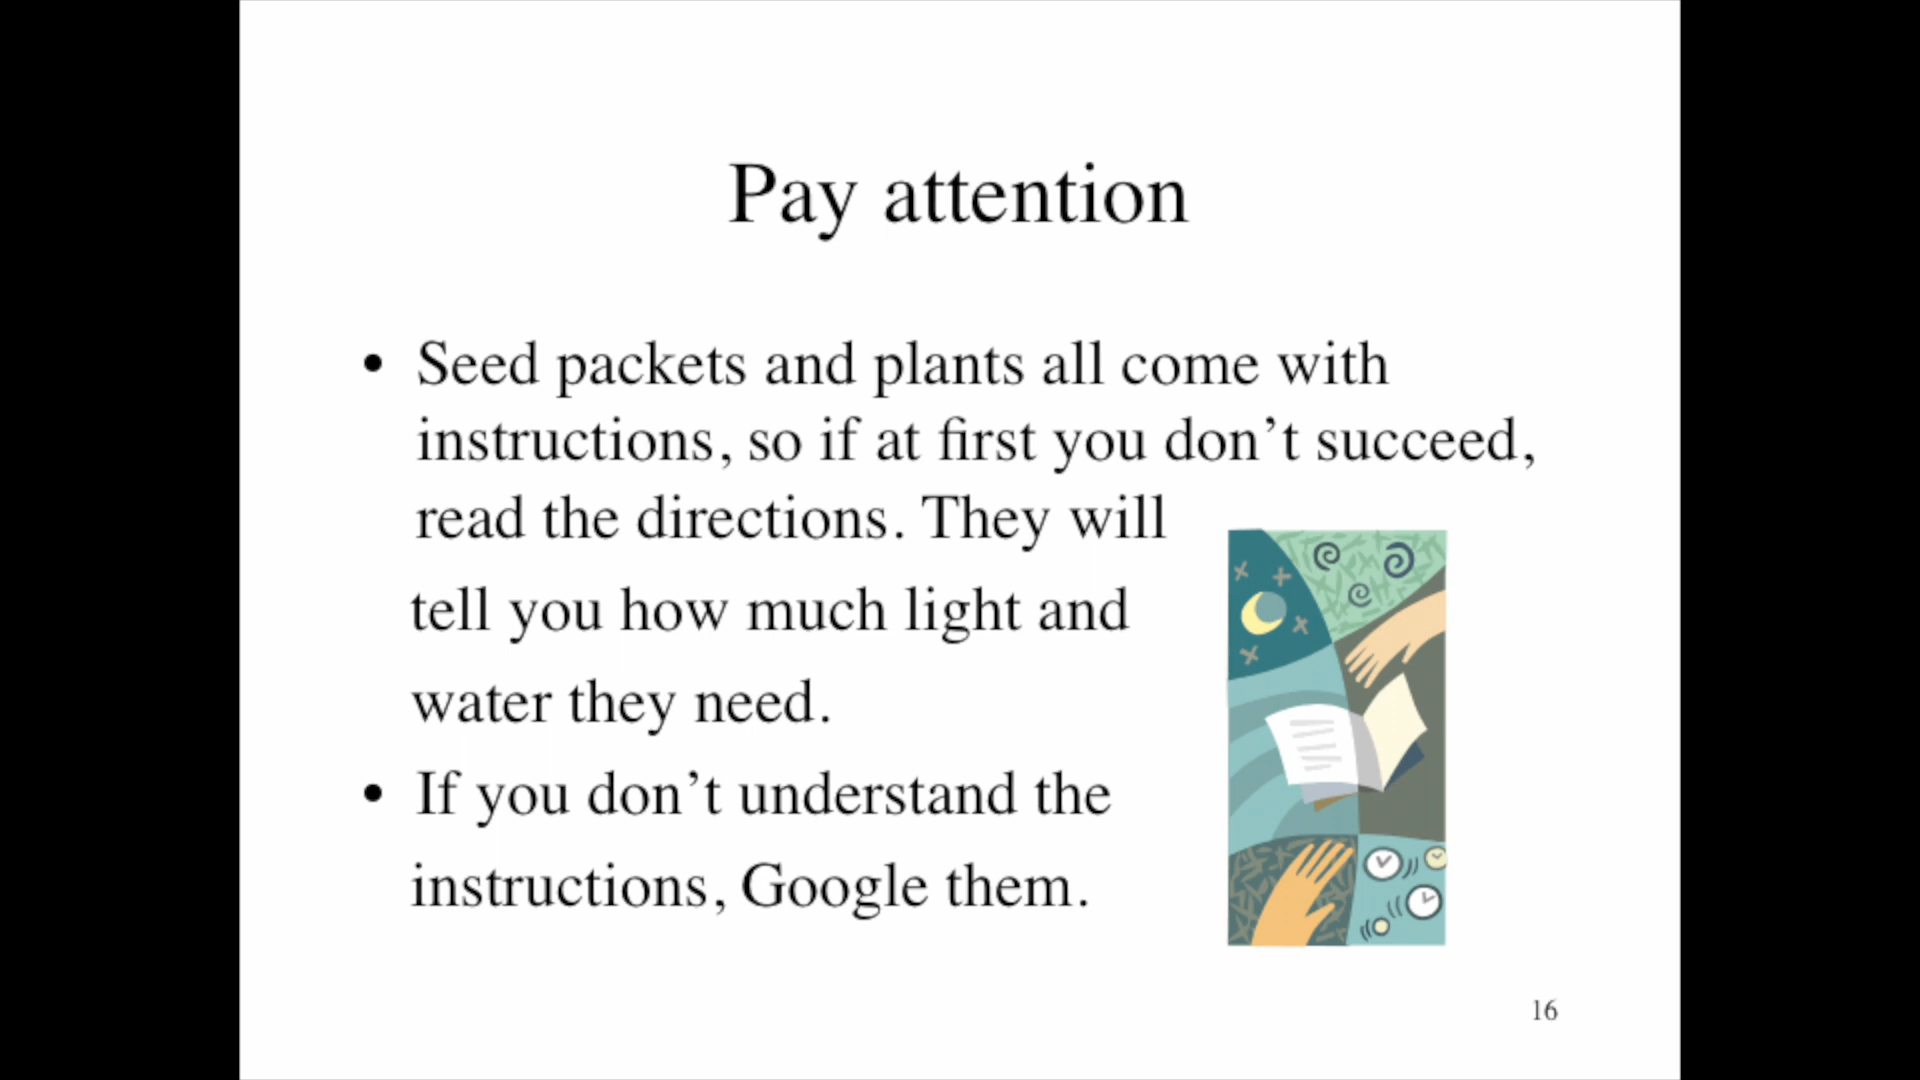 Pay attention
• Seed packets and plants all come with
instructions, so if at first you don’t succeed,
read the directions. They will
tell you how much light and
water they need.
• If you don’t understand the
instructions, Google them.
16